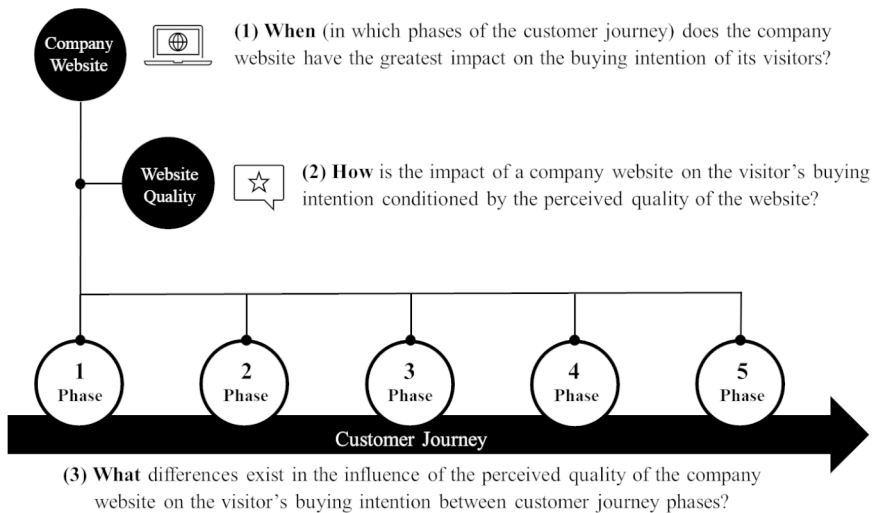 Company
Website
(1) When (in which phases of the customer journey) does the company
website have the greatest impact on the buying intention of its visitors?
Website
Quality
(2) How is the impact of a company website on the visitor’s buying
intention conditioned by the perceived quality of the website?
1
Phase
2
Phase
3
Phase
4
Phase
5
Phase
Customer Journey
(3) What differences exist in the influence of the perceived quality of the company
website on the visitor’s buying intention between customer journey phases?